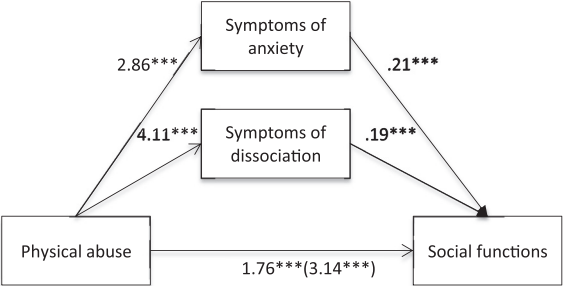 Symptoms of
anxiety
2.86***
.21***
Symptoms of
dissociation
4.11***
.19***
Physical abuse
Social functions
1.76***(3.14***)